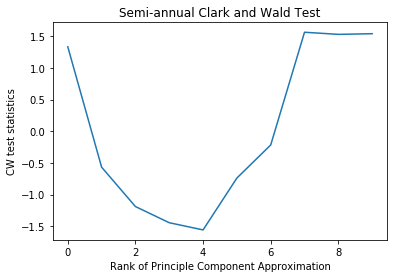 Semi-annual Clark and Wald Test
CW test statistics
1.5
1.0
0.5
0.0
−0.5
−1.0
−1.5
0 2 4 6 8
Rank of Principle Component Approximation